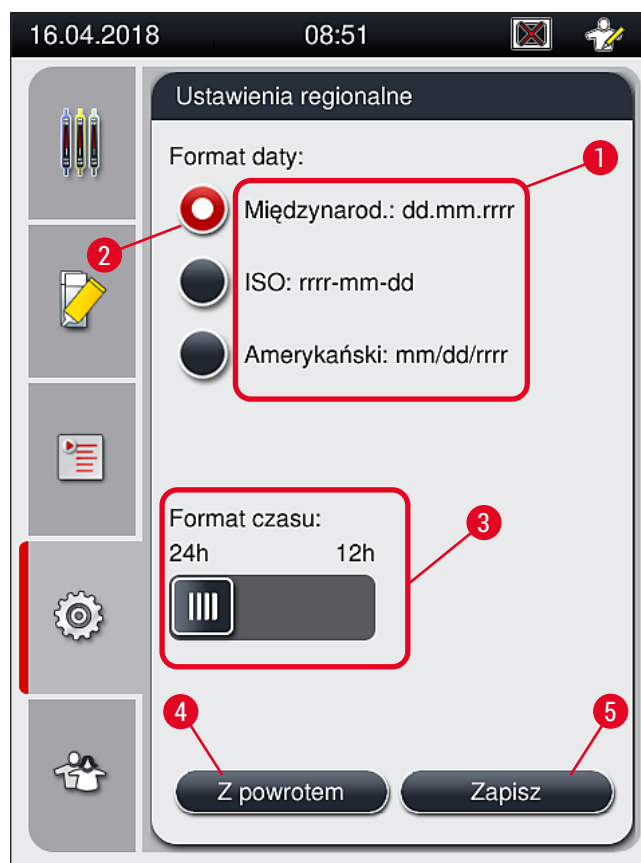 16.04.2018 08:51
Ustawienia regionalne
Format daty:
1
Międzynarod.: dd.mm.rrrr
2
ISO: rrrr-mm-dd
Amerykański: mm/dd/rrrr
Format czasu:
3
24h 12h
4
5
Z powrotem Zapisz